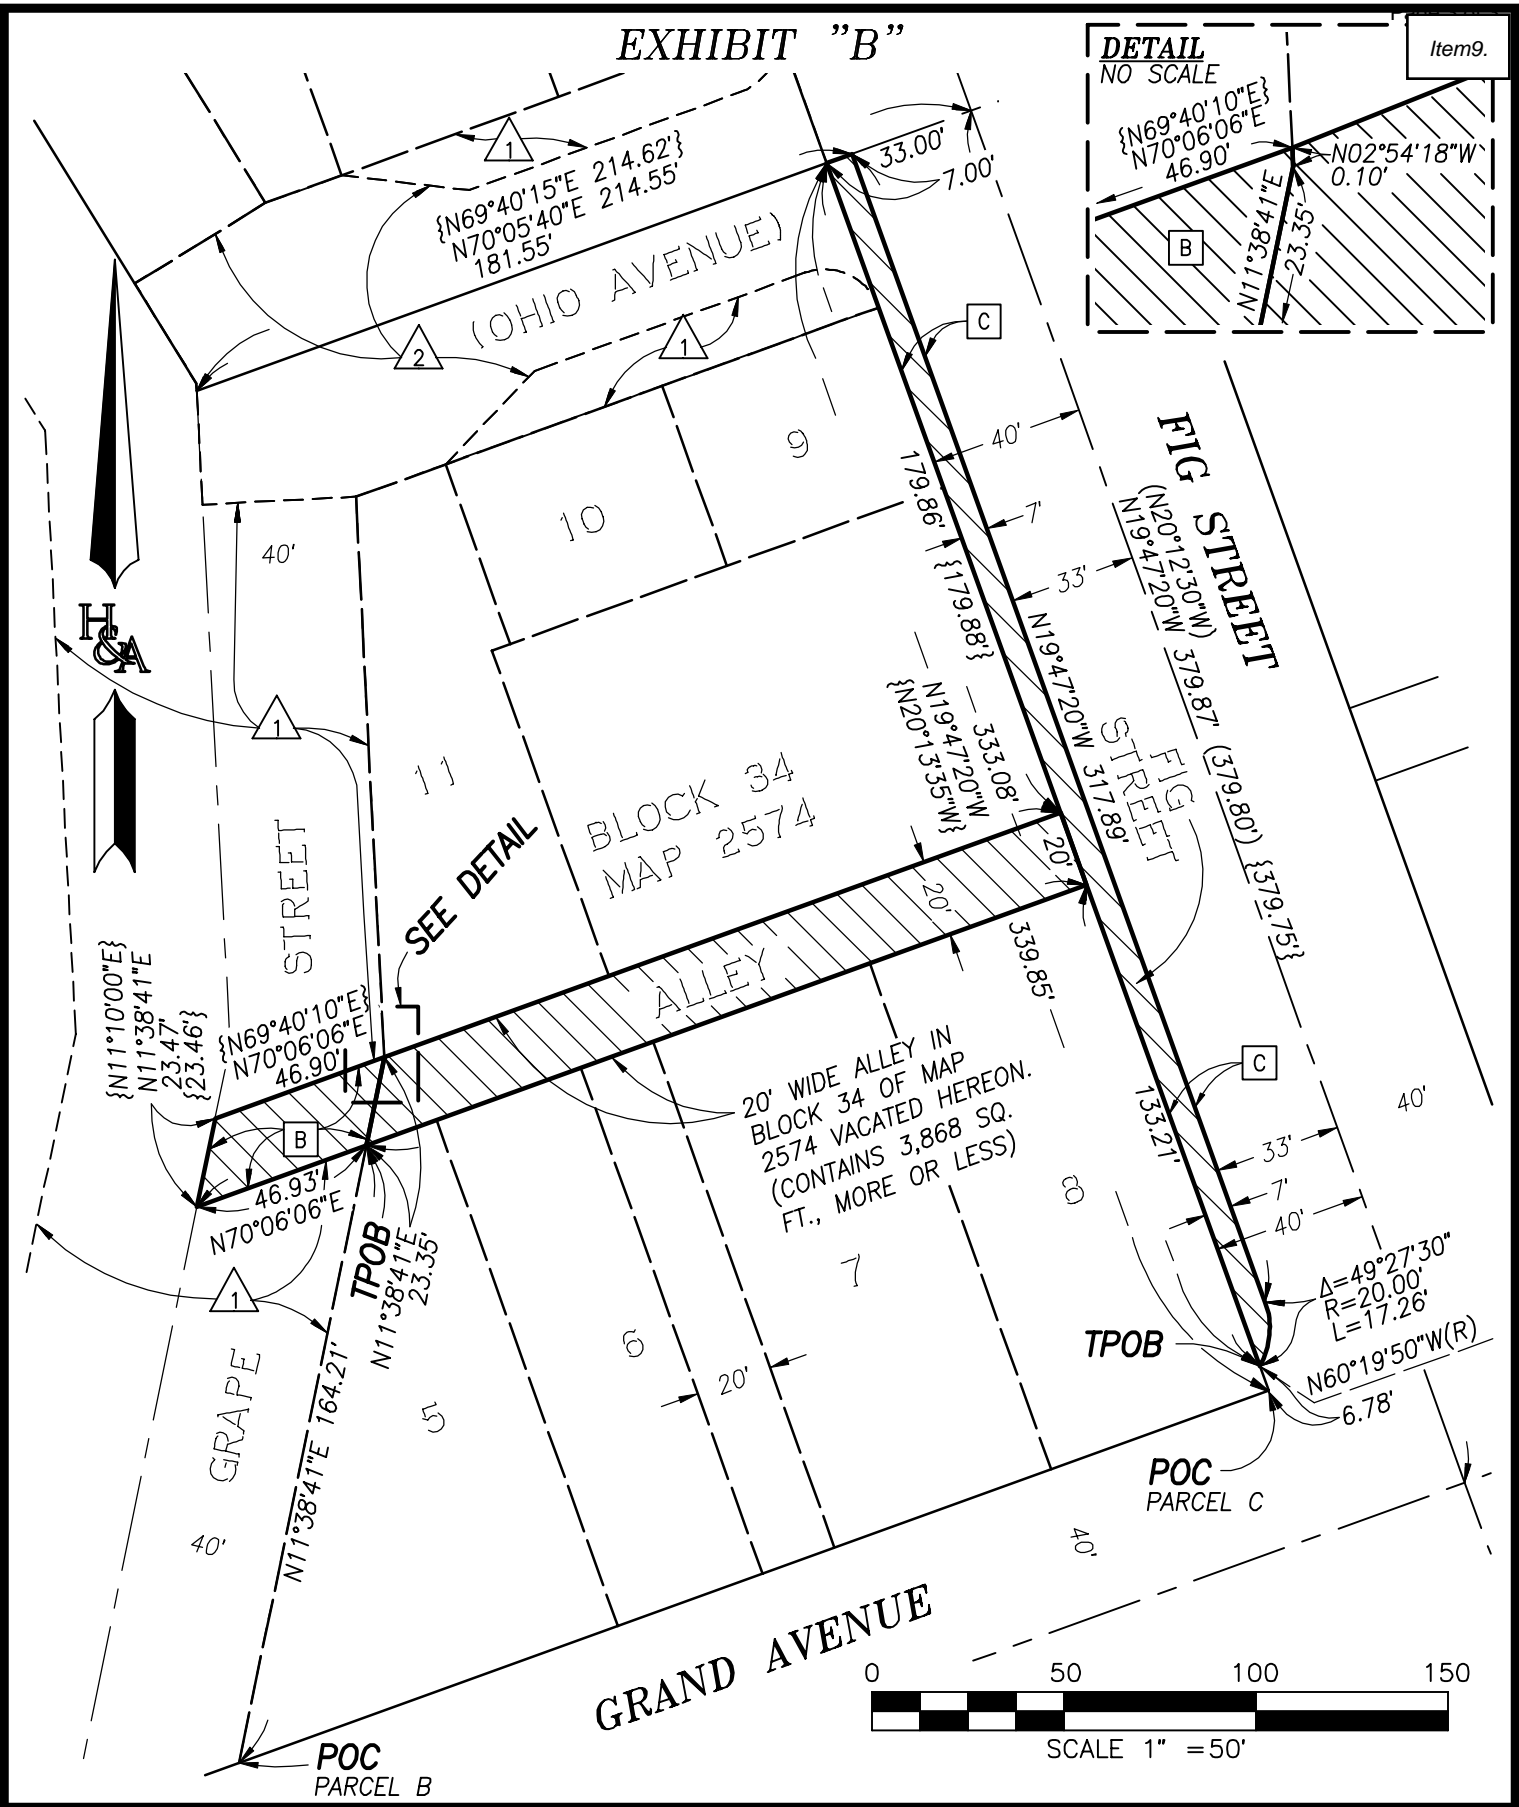 EXHIBIT "B"
Item9.
DETAIL
NO SCALE
{N69°40'10"E}
N70°06'06"E
46.90'
N02°54'18"W
0.10'
B
N11°38'41"E
23.35'
1
33.00'
7.00'
{N69°40'15"E 214.62'}
N70°05'40"E 214.55'
181.55'
(OHIO AVENUE)
2
1
C
40'
9
10
40'
179.86'
{179.88'}
7'
33'
FIG STREET
(N20°12'30"W)
N19°47'20"W 379.87' (379.80') {379.75'}
H&A
1
11
BLOCK 34
MAP 2574
333.08'
N19°47'20"W
{N20°13'35"W}
N19°47'20"W 317.89'
FIG
STREET
STREET
SEE DETAIL
20'
20'
339.85'
ALLEY
{N11°10'00"E}
N11°38'41"E
23.47'
{23.46'}
{N69°40'10"E}
N70°06'06"E
46.90'
B
46.93'
N70°06'06"E
20' WIDE ALLEY IN
BLOCK 34 OF MAP
2574 VACATED HEREON.
(CONTAINS 3,868 SQ.
FT., MORE OR LESS)
C
133.21'
40'
33'
7'
40'
8
7
6
5
20'
TPOB
N11°38'41"E
23.35'
1
Δ=49°27'30"
R=20.00'
L=17.26'
TPOB
N60°19'50"W(R)
6.78'
POC
PARCEL C
GRAPE
40'
N11°38'41"E 164.21'
40'
GRAND AVENUE
POC
PARCEL B
0 50 100 150
SCALE 1" =50'